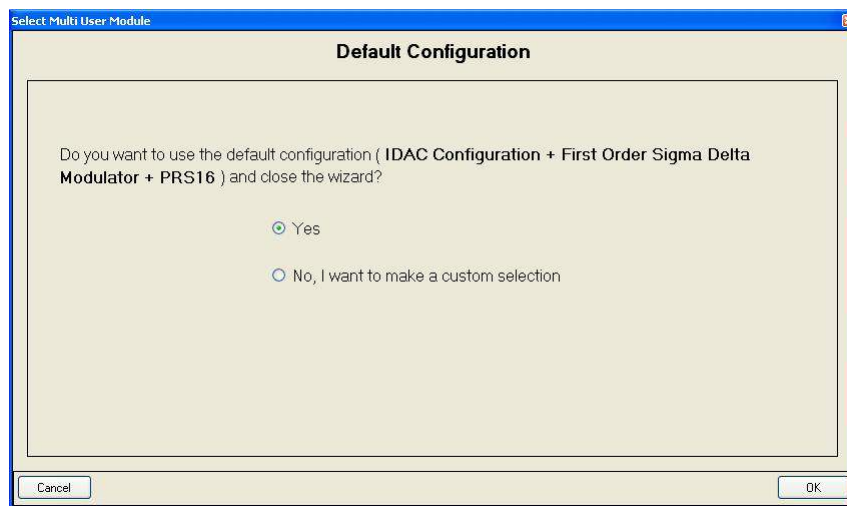 Select Multi User Module
Default Configuration
Do you want to use the default configuration ( IDAC Configuration + First Order Sigma Delta
Modulator + PRS16 ) and close the wizard?
Yes
No, I want to make a custom selection
Cancel
OK